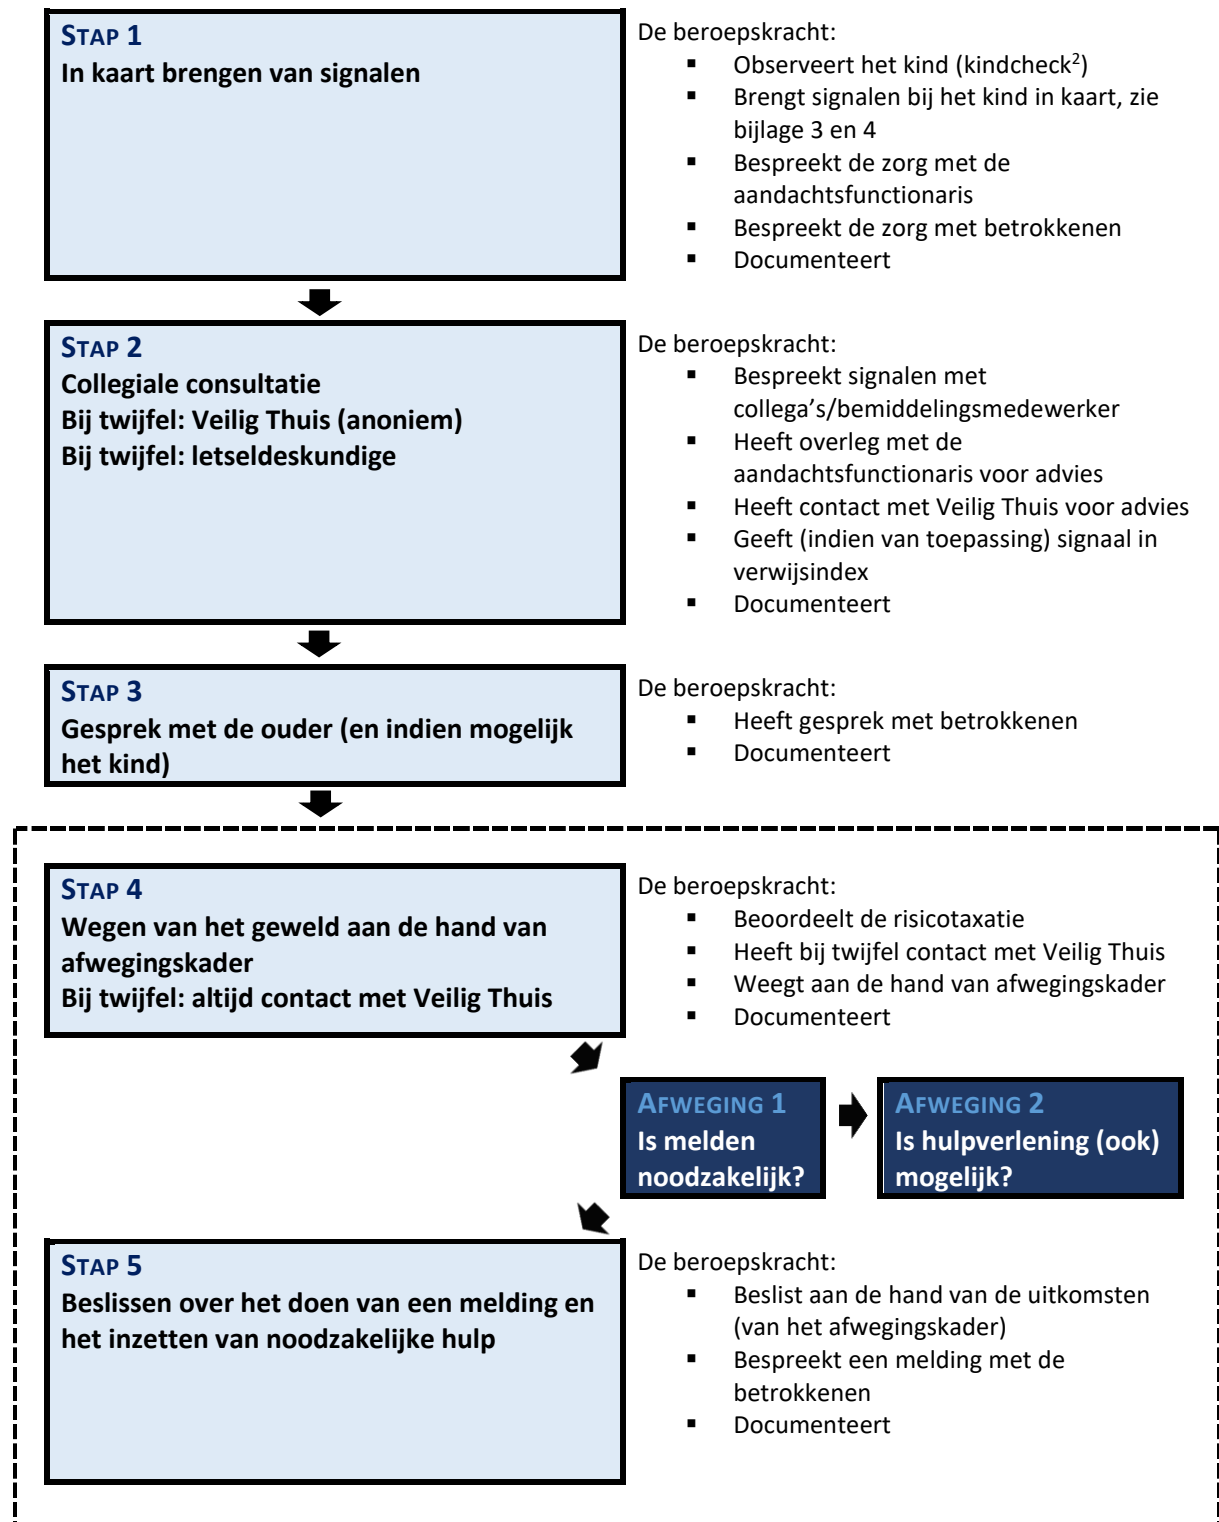 STAP 1
In kaart brengen van signalen
De beroepskracht:
▪ Observeert het kind (kindcheck²)
▪ Brengt signalen bij het kind in kaart, zie
bijlage 3 en 4
▪ Bespreekt de zorg met de
aandachtsfunctionaris
▪ Bespreekt de zorg met betrokkenen
▪ Documenteert
STAP 2
Collegiale consultatie
Bij twijfel: Veilig Thuis (anoniem)
Bij twijfel: letseldeskundige
De beroepskracht:
▪ Bespreekt signalen met
collega’s/bemiddelingsmedewerker
▪ Heeft overleg met de
aandachtsfunctionaris voor advies
▪ Heeft contact met Veilig Thuis voor advies
▪ Geeft (indien van toepassing) signaal in
verwijsindex
▪ Documenteert
STAP 3
Gesprek met de ouder (en indien mogelijk
het kind)
De beroepskracht:
▪ Heeft gesprek met betrokkenen
▪ Documenteert
STAP 4
Wegen van het geweld aan de hand van
afwegingskader
Bij twijfel: altijd contact met Veilig Thuis
De beroepskracht:
▪ Beoordeelt de risicotaxatie
▪ Heeft bij twijfel contact met Veilig Thuis
▪ Weegt aan de hand van afwegingskader
▪ Documenteert
AFWEGING 1
Is melden
noodzakelijk?
AFWEGING 2
Is hulpverlening (ook)
mogelijk?
STAP 5
Beslissen over het doen van een melding en
het inzetten van noodzakelijke hulp
De beroepskracht:
▪ Beslist aan de hand van de uitkomsten
(van het afwegingskader)
▪ Bespreekt een melding met de
betrokkenen
▪ Documenteert